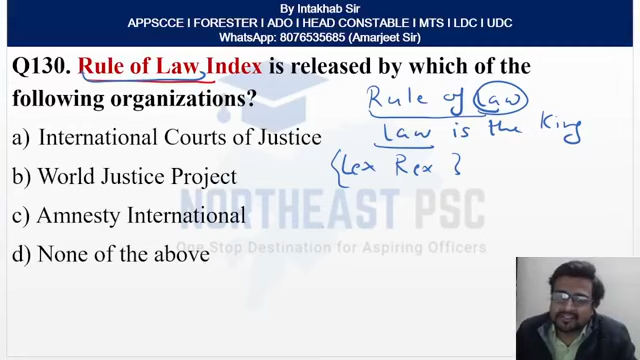 By Intakhab Sir
APPSCCE I FORESTER I ADO I HEAD CONSTABLE I MTS I LDC I UDC
WhatsApp: 8076535685 (Amarjeet Sir)
Q130. Rule of Law Index is released by which of the
following organizations?
Rule of Law
Law is the King
{Lex Rex}
a) International Courts of Justice
b) World Justice Project
c) Amnesty International
d) None of the above
NORTHEAST PSC
One Stop Destination for Aspiring Officers